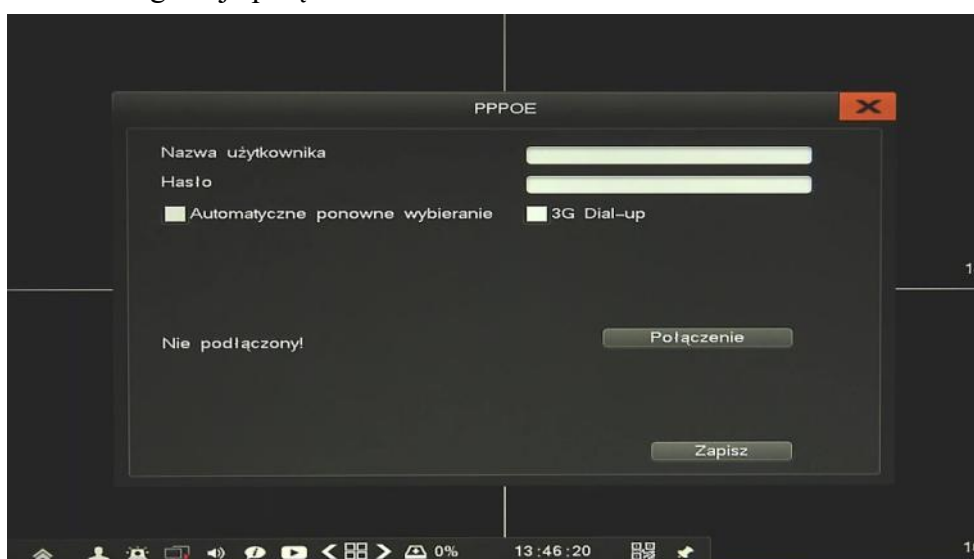 PPPOE
Nazwa użytkownika
Hasło
Automatyczne ponowne wybieranie 3G Dial-up
Nie podłączony! Połączenie
Zapisz
0% 13:46:20